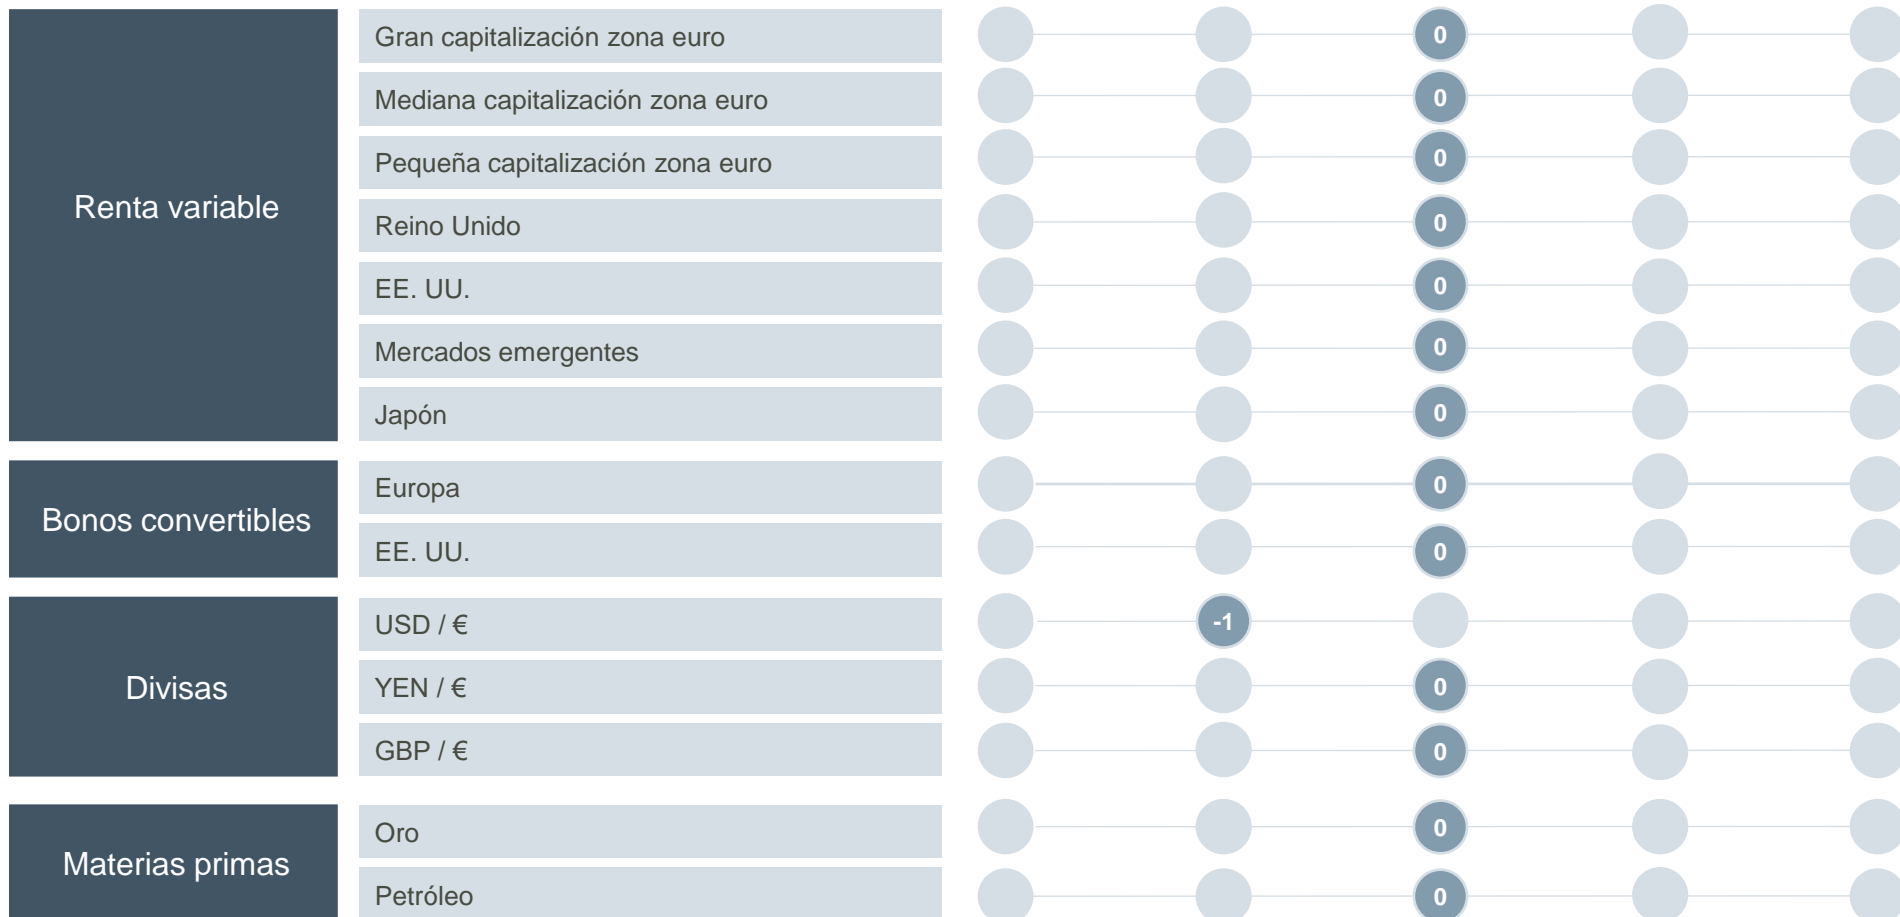 Renta variable
Gran capitalización zona euro 0
Mediana capitalización zona euro 0
Pequeña capitalización zona euro 0
Reino Unido 0
EE. UU. 0
Mercados emergentes 0
Japón 0
Bonos convertibles
Europa 0
EE. UU. 0
Divisas
USD / € -1
YEN / € 0
GBP / € 0
Materias primas
Oro 0
Petróleo 0